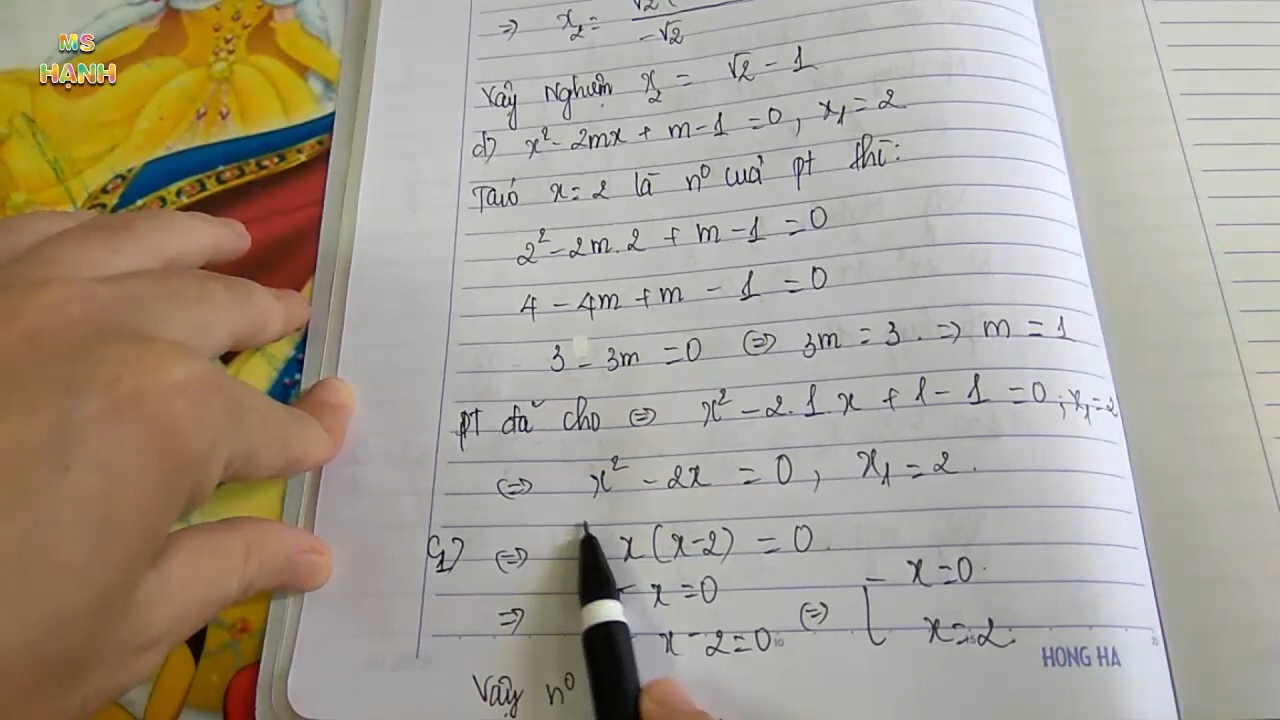 MS
HẠNH
=> x₂ = √2 ( / -√2
Vậy nghiệm x₂ = √2 - 1
d) x² - 2mx + m - 1 = 0, x₁ = 2
Ta có x = 2 là n⁰ của pt thì:
2² - 2m.2 + m - 1 = 0
4 - 4m + m - 1 = 0
3 - 3m = 0 <=> 3m = 3. => m = 1
pt đã cho <=> x² - 2.1.x + 1 - 1 = 0; x₁ = 2
<=> x² - 2x = 0, x₁ = 2.
C₁) <=> x(x-2) = 0.
=> [ x = 0 <=> [ x = 0.
x - 2 = 0 x = 2.
HONG HA
Vậy n⁰